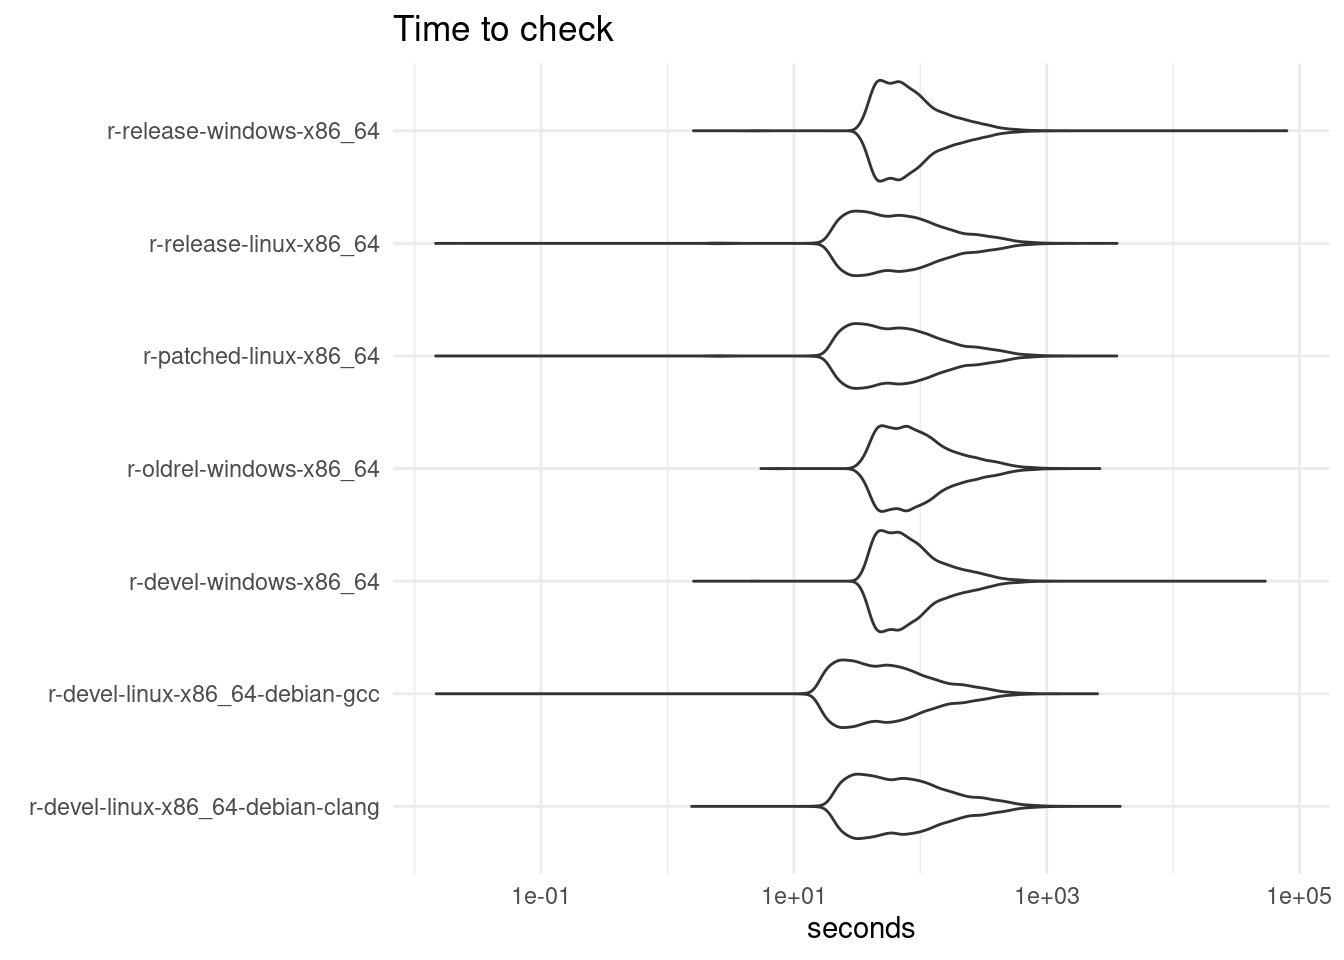 Time to check
r-release-windows-x86_64
r-release-linux-x86_64
r-patched-linux-x86_64
r-oldrel-windows-x86_64
r-devel-windows-x86_64
r-devel-linux-x86_64-debian-gcc
r-devel-linux-x86_64-debian-clang
1e-01 1e+01 1e+03 1e+05
seconds